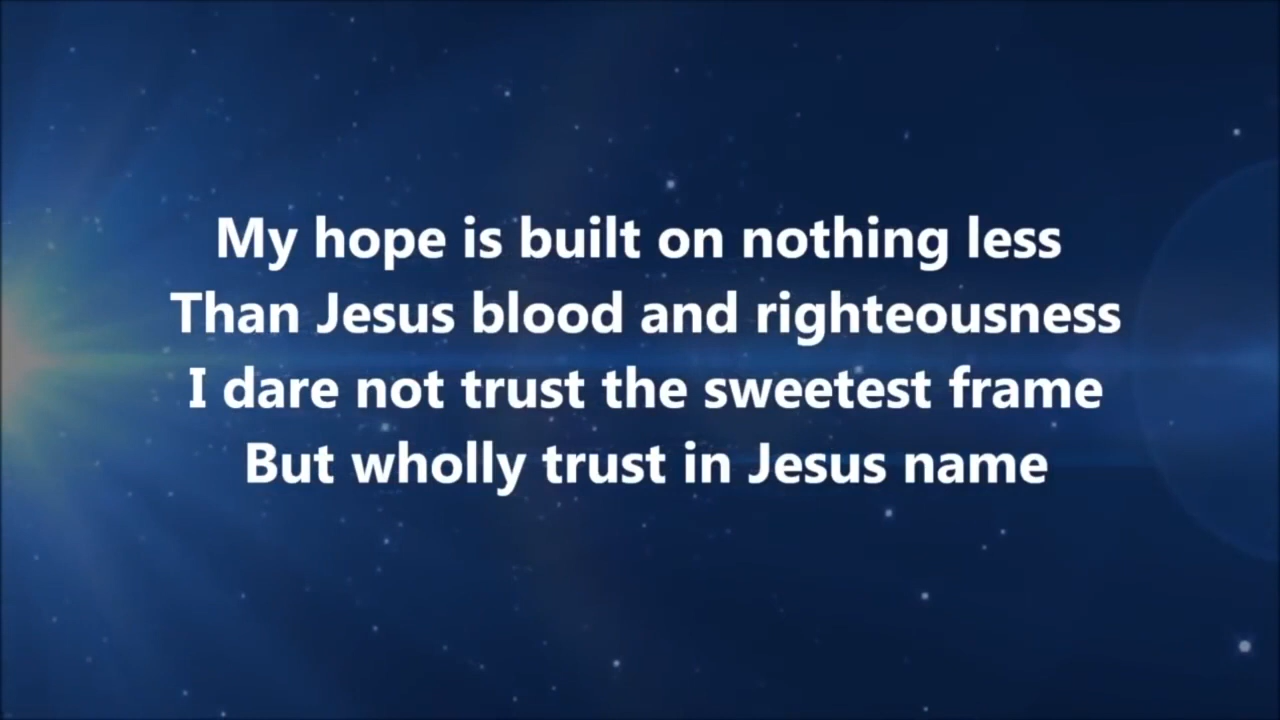 My hope is built on nothing less
Than Jesus blood and righteousness
I dare not trust the sweetest frame
But wholly trust in Jesus name